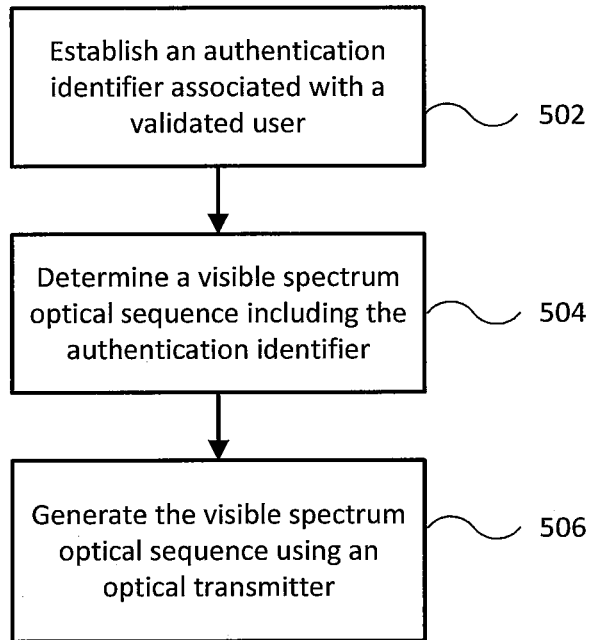 Establish an authentication
identifier associated with a
validated user
502
Determine a visible spectrum
optical sequence including the
authentication identifier
504
Generate the visible spectrum
optical sequence using an
optical transmitter
506